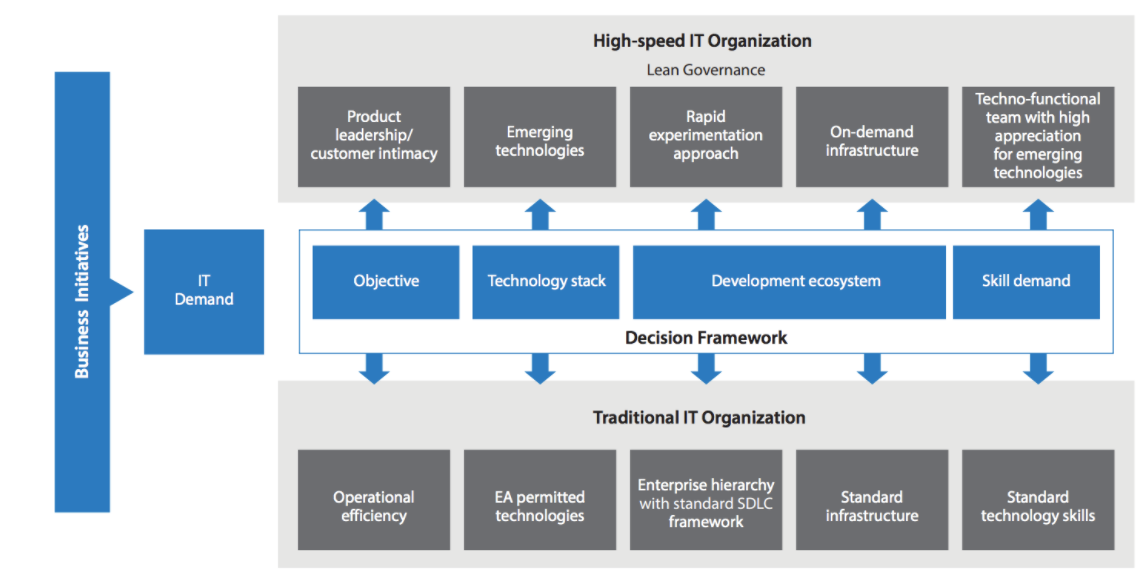 Business Initiatives
IT
Demand
High-speed IT Organization
Lean Governance
Product
leadership/
customer intimacy
Emerging
technologies
Rapid
experimentation
approach
On-demand
infrastructure
Techno-functional
team with high
appreciation
for emerging
technologies
Objective
Technology stack
Development ecosystem
Skill demand
Decision Framework
Traditional IT Organization
Operational
efficiency
EA permitted
technologies
Enterprise hierarchy
with standard SDLC
framework
Standard
infrastructure
Standard
technology skills